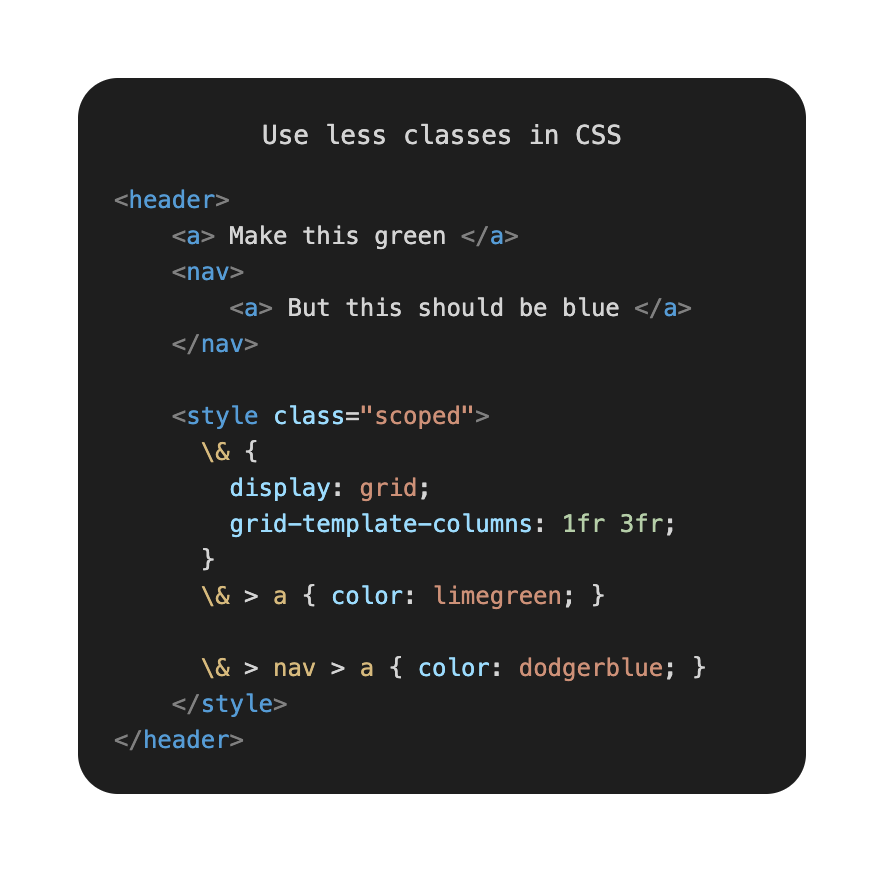 Use less classes in CSS
<header>
<a> Make this green </a>
<nav>
<a> But this should be blue </a>
</nav>
<style class="scoped">
\& {
display: grid;
grid-template-columns: 1fr 3fr;
}
\& > a { color: limegreen; }
\& > nav > a { color: dodgerblue; }
</style>
</header>